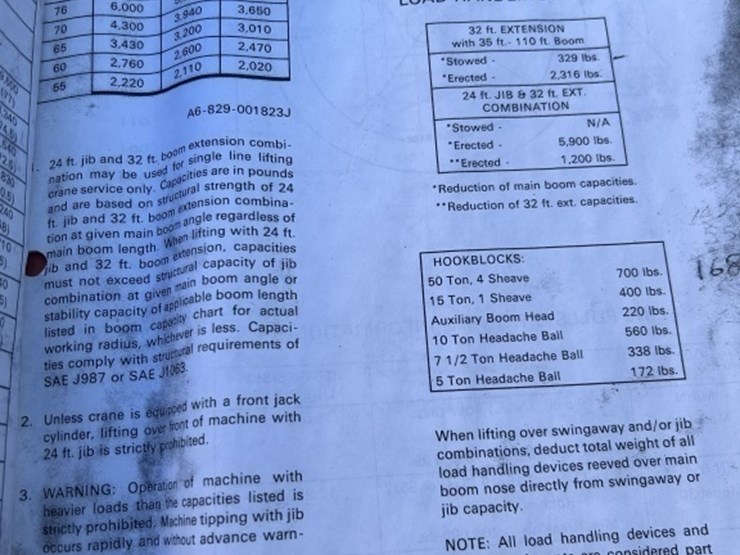 76 6,000 3,940 3,650
70 4,300 3,200 3,010
65 3,430 2,600 2,470
60 2,760 2,110 2,020
55 2,220
A6-829-001823J
1. 24 ft. jib and 32 ft. boom extension combi-
nation may be used for single line lifting
crane service only. Capacities are in pounds
and are based on structural strength of 24
ft. jib and 32 ft. boom extension combina-
tion at given main boom angle regardless of
main boom length. When lifting with 24 ft.
jib and 32 ft. boom extension, capacities
must not exceed structural capacity of jib
combination at given main boom angle or
stability capacity of applicable boom length
listed in boom capacity chart for actual
working radius, whichever is less. Capaci-
ties comply with structural requirements of
SAE J987 or SAE J1063.
2. Unless crane is equipped with a front jack
cylinder, lifting over front of machine with
24 ft. jib is strictly prohibited.
3. WARNING: Operation of machine with
heavier loads than the capacities listed is
strictly prohibited. Machine tipping with jib
occurs rapidly and without advance warn-
32 ft. EXTENSION
with 35 ft.- 110 ft. Boom
*Stowed - 329 lbs.
*Erected - 2,316 lbs.
24 ft. JIB & 32 ft. EXT.
COMBINATION
*Stowed - N/A
*Erected - 5,900 lbs.
**Erected - 1,200 lbs.
*Reduction of main boom capacities.
**Reduction of 32 ft. ext. capacities.
HOOKBLOCKS:
50 Ton, 4 Sheave 700 lbs.
15 Ton, 1 Sheave 400 lbs.
Auxiliary Boom Head 220 lbs.
10 Ton Headache Ball 560 lbs.
7 1/2 Ton Headache Ball 338 lbs.
5 Ton Headache Ball 172 lbs.
168
When lifting over swingaway and/or jib
combinations, deduct total weight of all
load handling devices reeved over main
boom nose directly from swingaway or
jib capacity.
NOTE: All load handling devices and
considered part